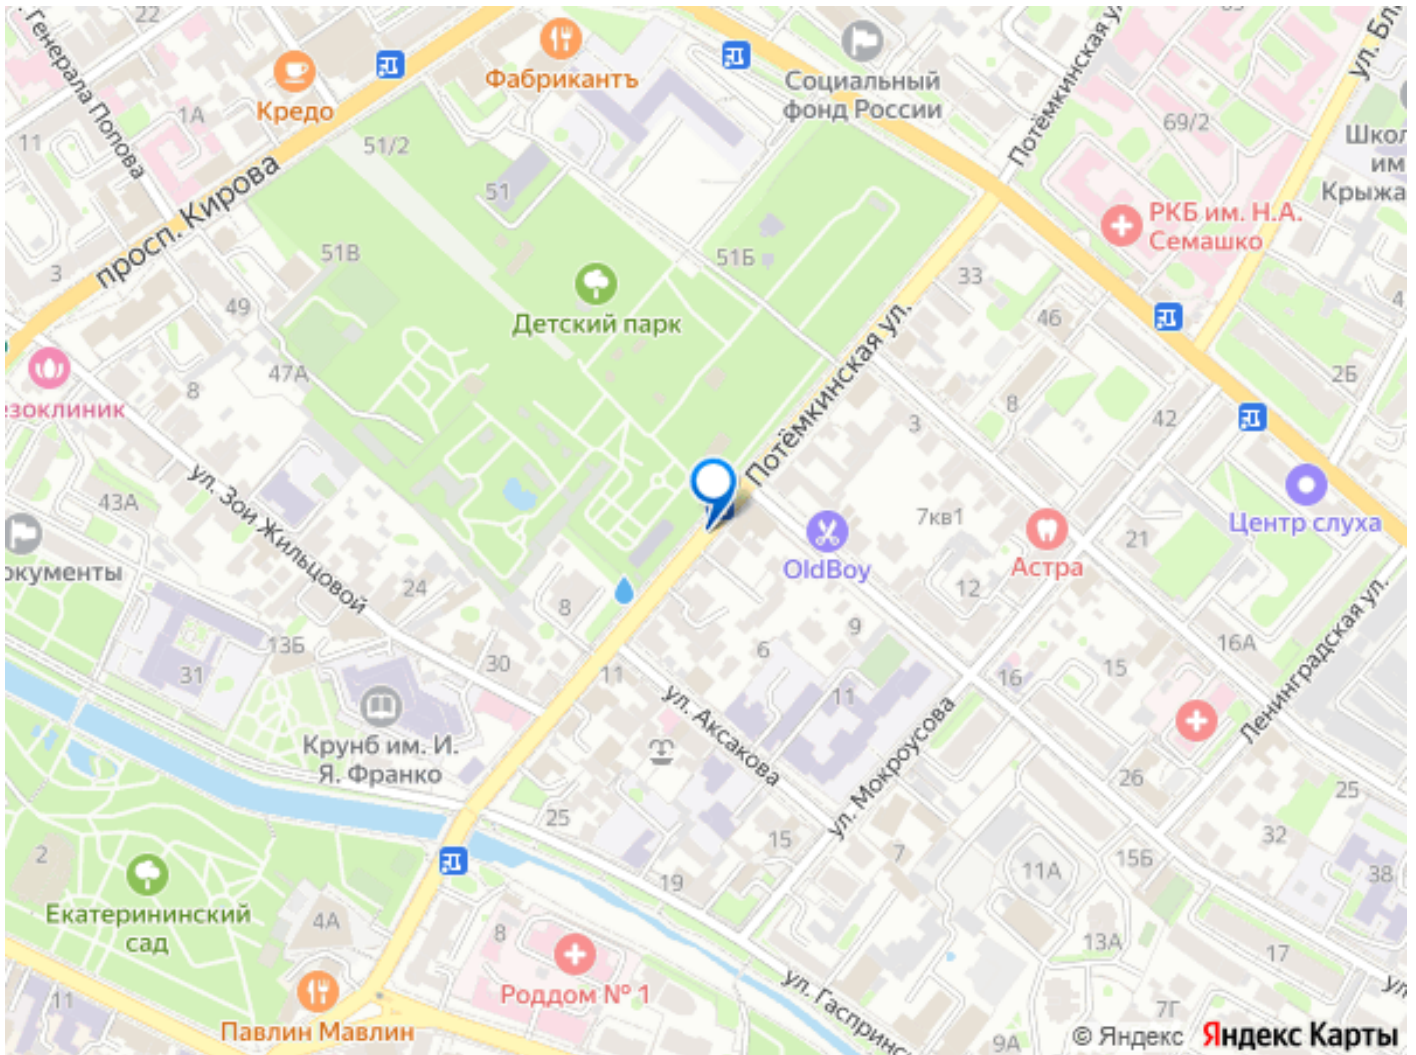 22
Генерала Попова
1А
11
Кредо
Фабрикантъ
Социальный
фонд России
Потёмкинская ул.
69/2
Школ
им
Крыжа
51/2
51
просп. Кирова
51В
51Б
РКБ им. Н.А.
Семашко
3
49
Детский парк
33
46
4
47А
8
зоклиник
Потёмкинская ул.
3
8
42
2Б
43А
ул. Зои Жильцовой
7кв1
21
Центр слуха
OldBoy
Астра
окументы
24
8
12
9
6
13Б
31
30
11
11
16
15
16А
Ленинградская ул.
Крунб им. И.
Я. Франко
ул. Аксакова
ул. Мокроусова
26
25
25
15
7
15Б
32
38
2
19
11А
Екатерининский
сад
4А
8
13А
17
Роддом № 1
11
Павлин Мавлин
ул. Гаспринс
9А
7Г
© Яндекс Яндекс Карты